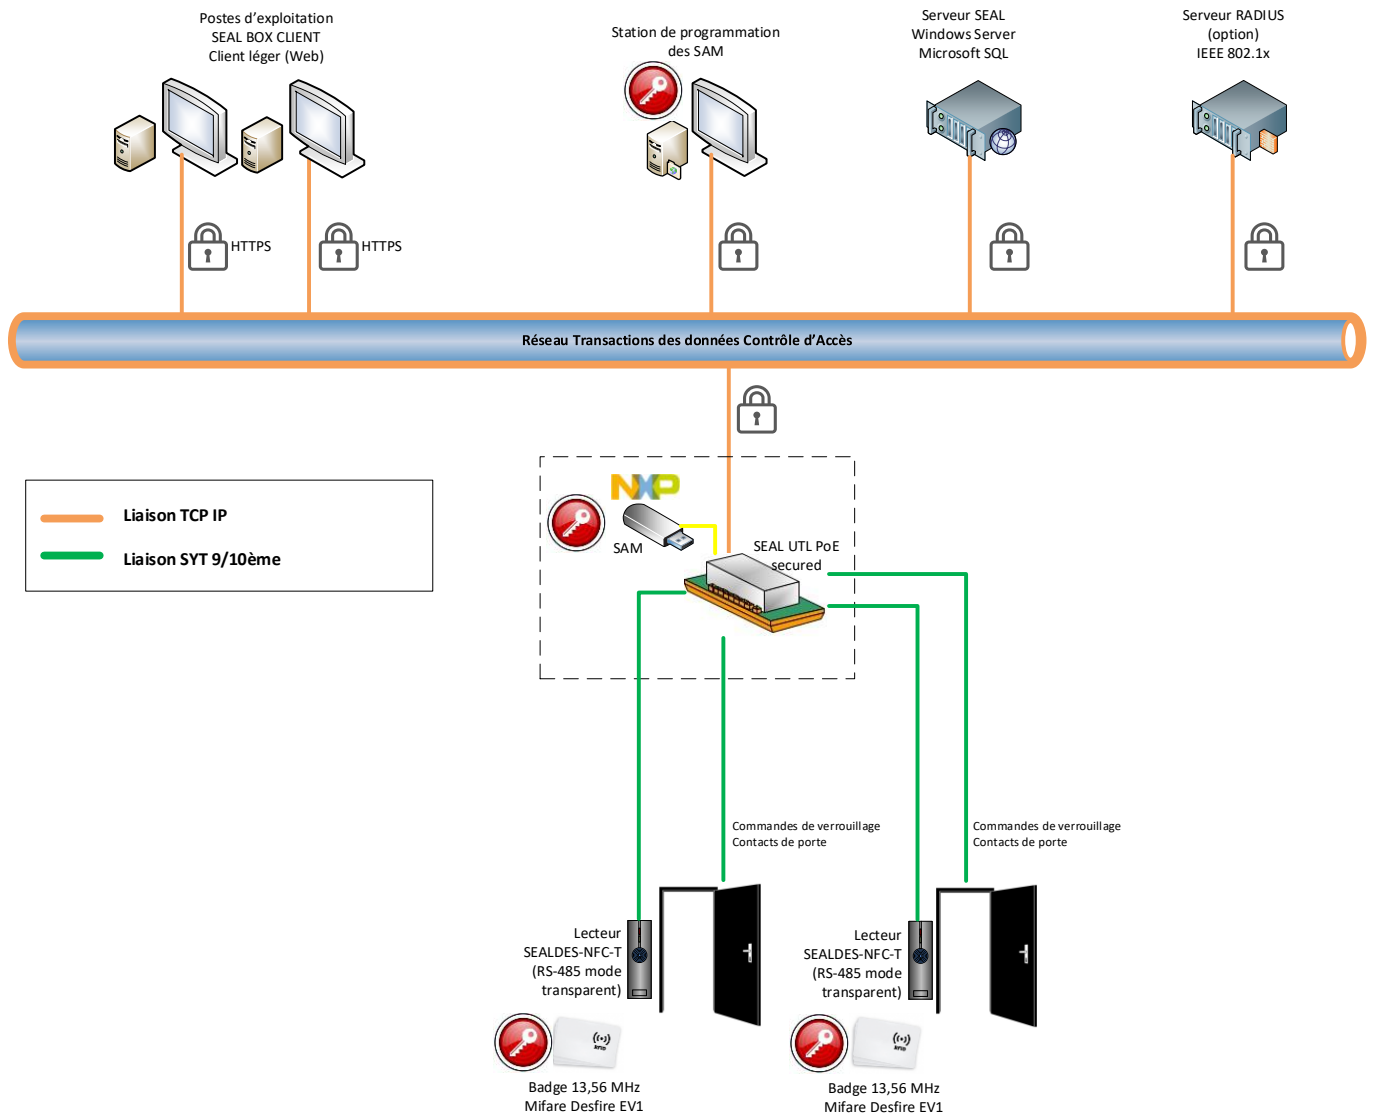 Postes d'exploitation
SEAL BOX CLIENT
Client léger (Web)
Station de programmation
des SAM
Serveur SEAL
Windows Server
Microsoft SQL
Serveur RADIUS
(option)
IEEE 802.1x
HTTPS
HTTPS
Réseau Transactions des données Contrôle d'Accès
Liaison TCP IP
Liaison SYT 9/10ème
NXP
SAM
SEAL UTL PoE
secured
Commandes de verrouillage
Contacts de porte
Commandes de verrouillage
Contacts de porte
Lecteur
SEALDES-NFC-T
(RS-485 mode
transparent)
Lecteur
SEALDES-NFC-T
(RS-485 mode
transparent)
RFID
RFID
Badge 13,56 MHz
Mifare Desfire EV1
Badge 13,56 MHz
Mifare Desfire EV1